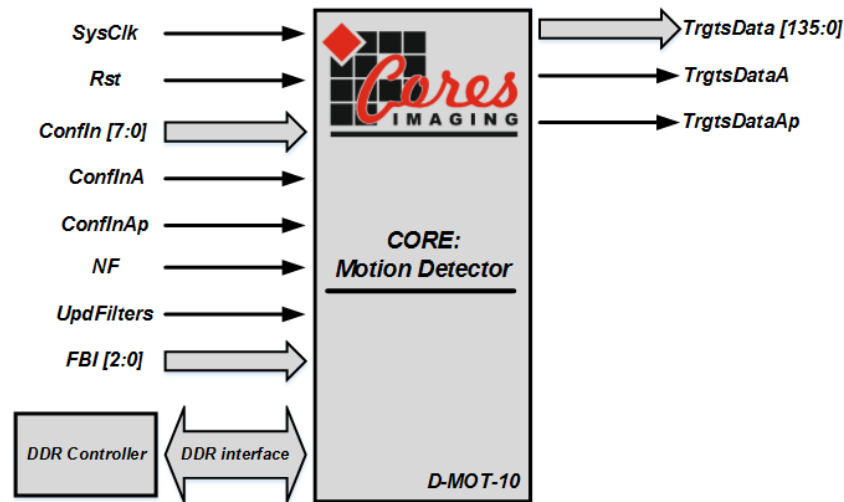 SysClk
Rst
ConfIn [7:0]
ConfInA
ConfInAp
NF
UpdFilters
FBI [2:0]
DDR Controller
DDR interface
Cores
IMAGING
CORE:
Motion Detector
D-MOT-10
TrgtsData [135:0]
TrgtsDataA
TrgtsDataAp